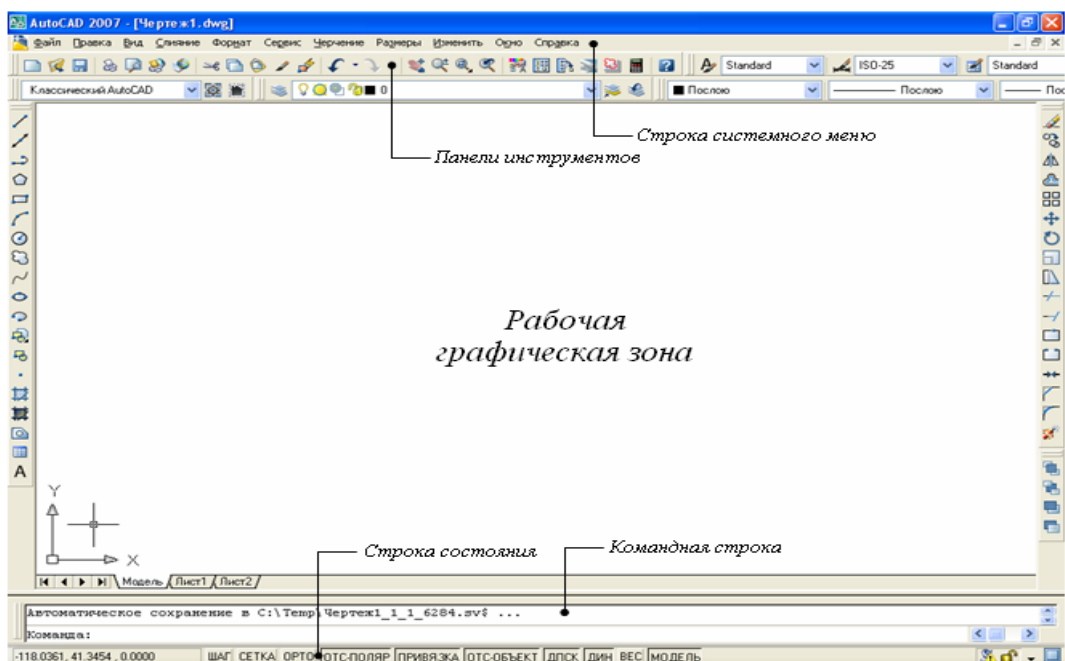 AutoCAD 2007 - [Чертеж1.dwg]
Файл Правка Вид Слияние Формат Сервис Черчение Размеры Изменить Окно Справка
Standard ISO-25 Standard
Классический AutoCAD 0 Послою Послою Пос
Строка системного меню
Панели инструментов
Рабочая
графическая зона
A
Y
X
Строка состояния
Командная строка
Модель Лист1 Лист2
Автоматическое сохранение в C:\Temp\Чертеж1_1_1_6284.sv$ ...
Команда:
-118.0361, 41.3454 , 0.0000 ШАГ СЕТКА ОРТО ОТС-ПОЛЯР ПРИВЯЗКА ОТС-ОБЪЕКТ ДПСК ДИН ВЕС МОДЕЛЬ